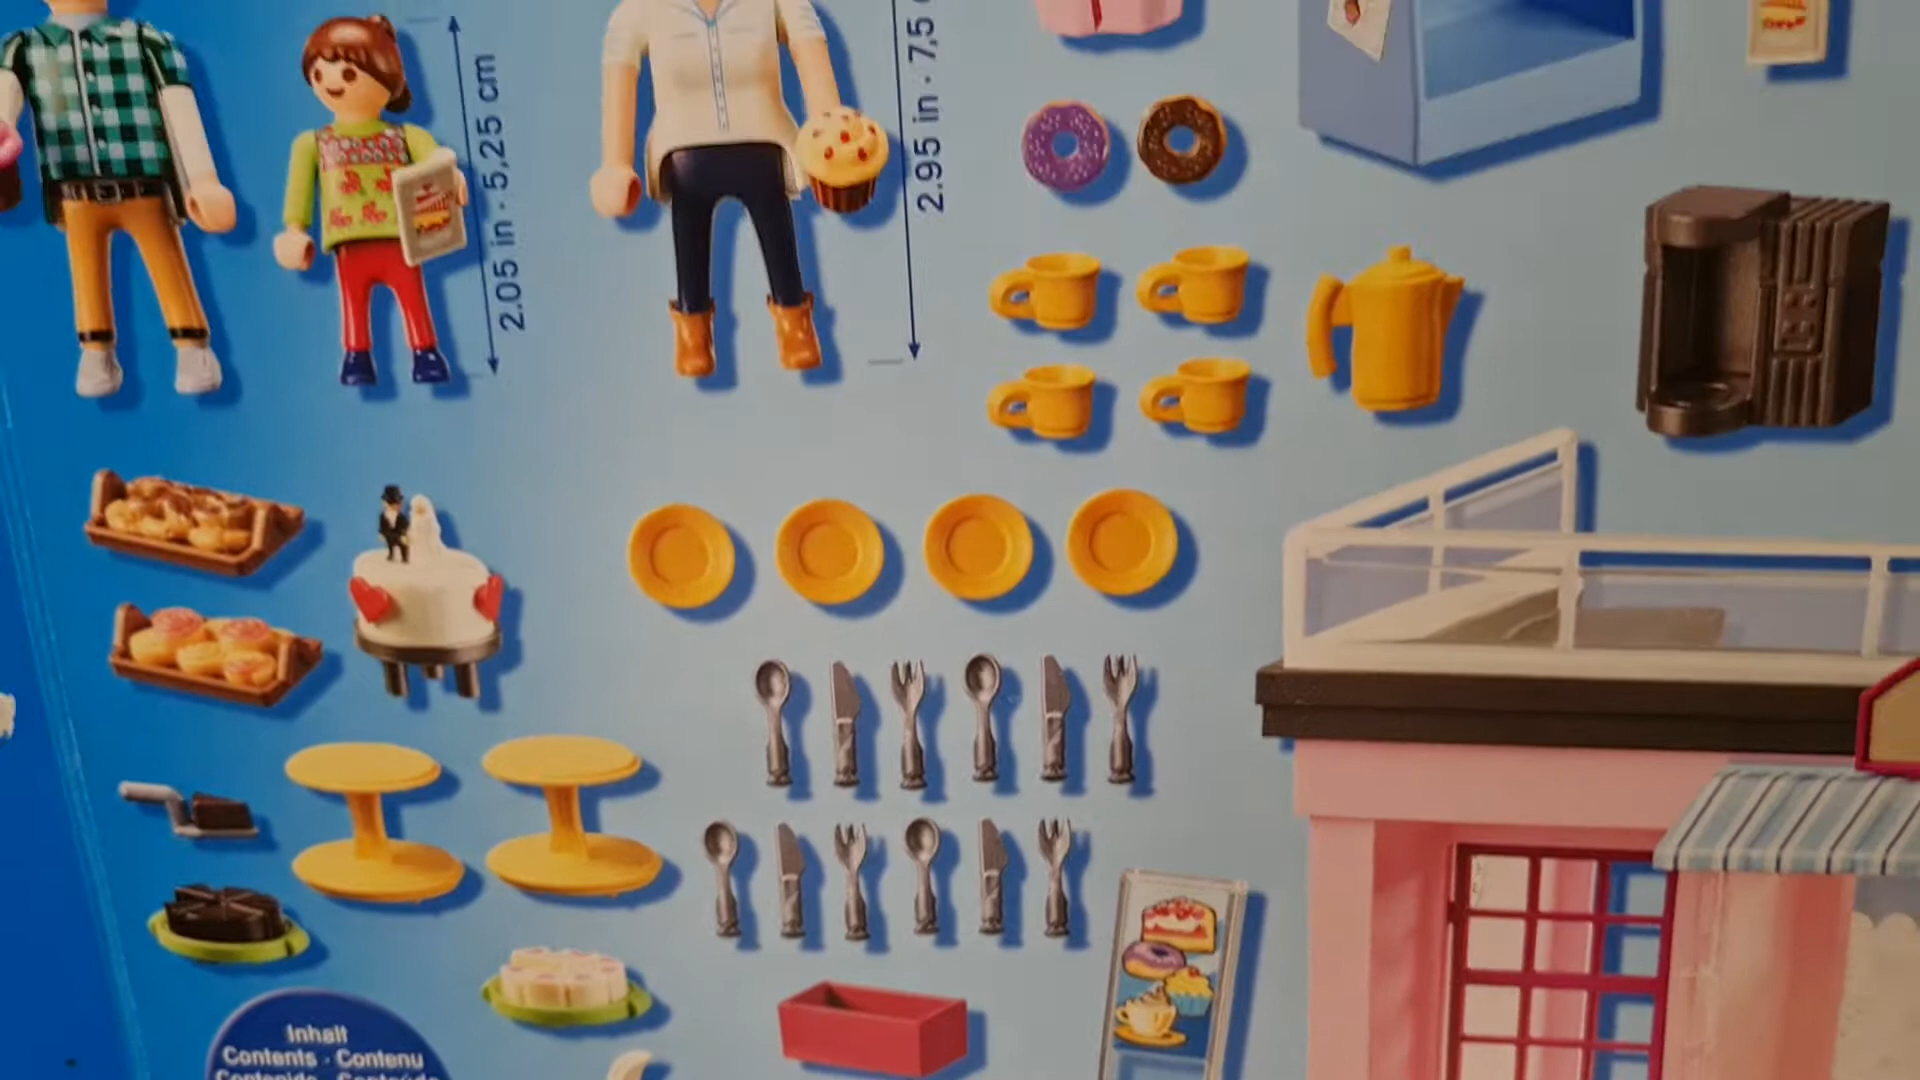 2.05 in · 5,25 cm
2.95 in · 7,5
Inhalt
Contents · Contenu